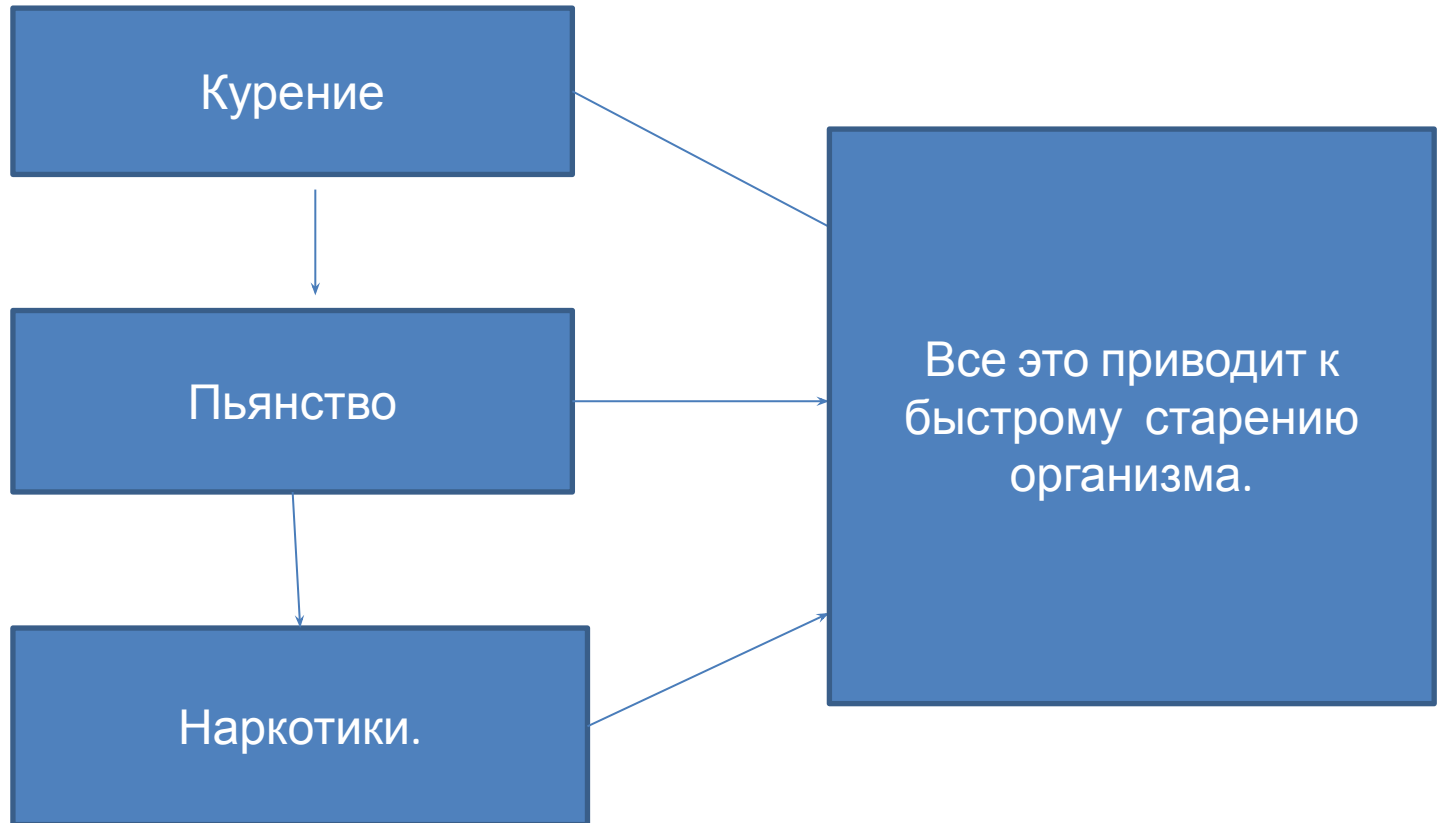 Курение
Пьянство
Наркотики.
Все это приводит к
быстрому  старению
организма.